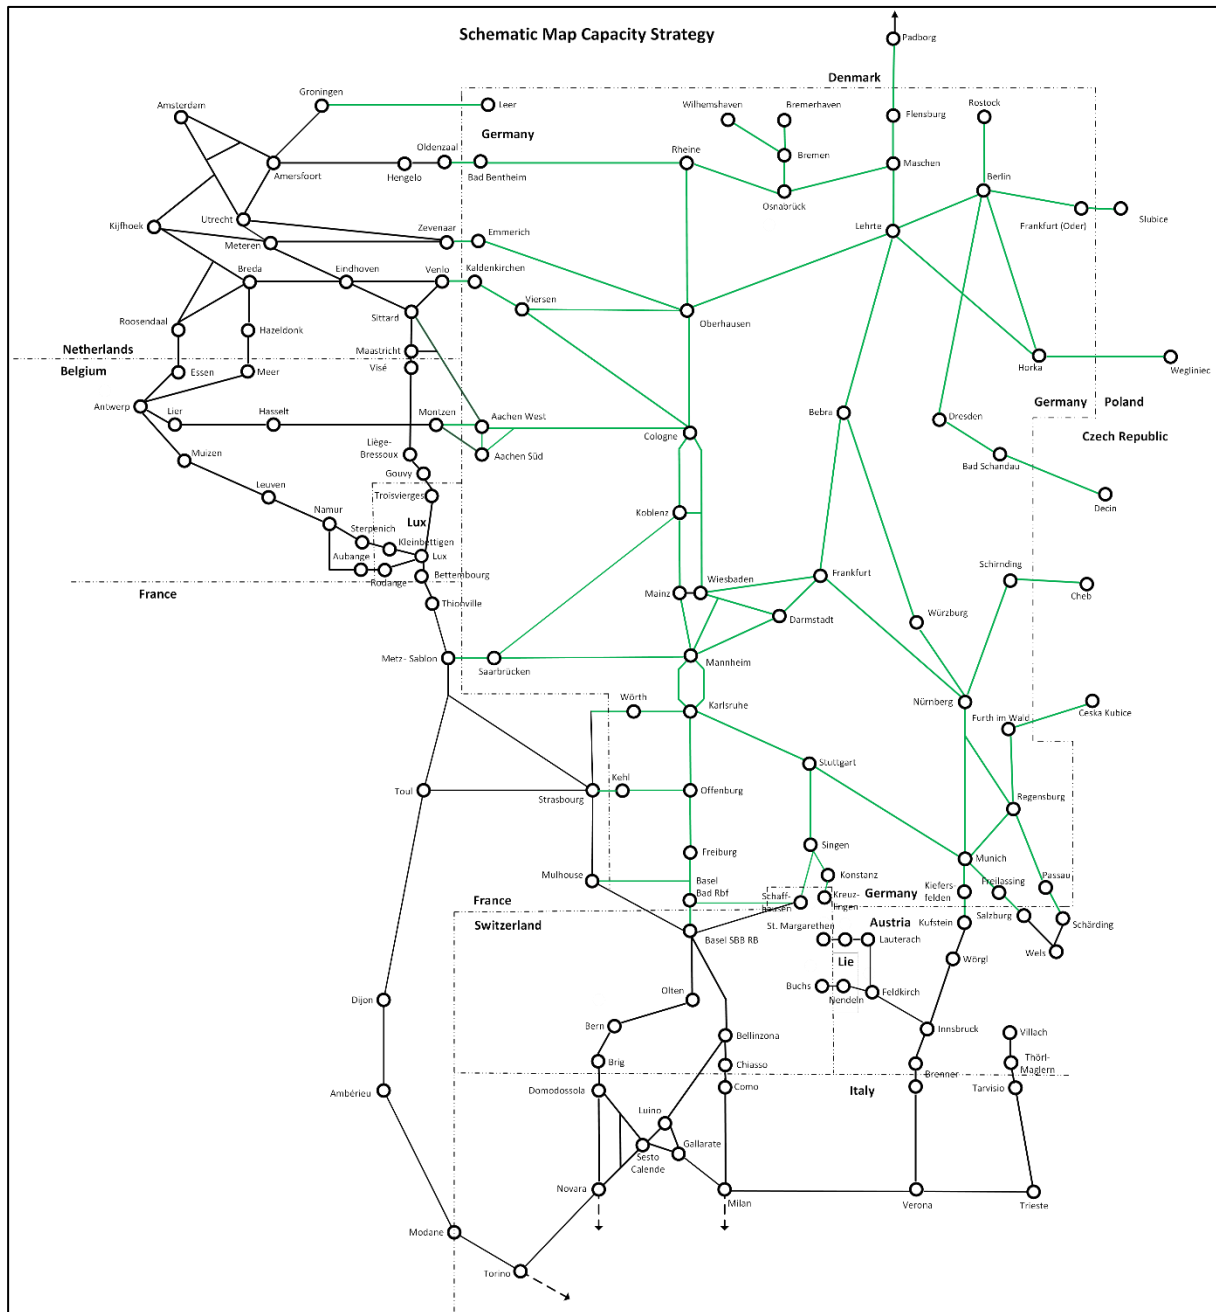 Schematic Map Capacity Strategy
Padborg
Denmark
Groningen
Leer
Amsterdam
Wilhemshaven
Bremerhaven
Rostock
Flensburg
Germany
Oldenzaal
Rheine
Bremen
Maschen
Amersfoort
Hengelo
Bad Bentheim
Osnabrück
Berlin
Frankfurt (Oder)
Slubice
Kijfhoek
Utrecht
Meteren
Zevenaar
Emmerich
Lehrte
Breda
Eindhoven
Venlo
Kaldenkirchen
Viersen
Oberhausen
Roosendaal
Hazeldonk
Sittard
Netherlands
Maastricht
Belgium
Visé
Essen
Meer
Horka
Wegliniec
Germany
Poland
Antwerp
Lier
Hasselt
Montzen
Aachen West
Cologne
Bebra
Dresden
Czech Republic
Muizen
Liège-
Bressoux
Aachen Süd
Bad Schandau
Gouvy
Leuven
Troisvierges
Decin
Namur
Lux
Koblenz
Sterpenich
Kleinbettigen
Aubange
Lux
Rodange
Bettembourg
France
Thionville
Mainz
Wiesbaden
Frankfurt
Schirnding
Cheb
Darmstadt
Würzburg
Metz- Sablon
Saarbrücken
Mannheim
Wörth
Karlsruhe
Nürnberg
Furth im Wald
Ceska Kubice
Stuttgart
Toul
Strasbourg
Kehl
Offenburg
Regensburg
Freiburg
Singen
Munich
Mulhouse
Basel
Bad Rbf
Konstanz
Kreuz-
lingen
Schaff-
hausen
Germany
Kiefers
felden
Freilassing
Passau
France
Switzerland
Basel SBB RB
St. Margarethen
Austria
Lauterach
Kufstein
Salzburg
Schärding
Wels
Lie
Wörgl
Buchs
Nendeln
Feldkirch
Dijon
Olten
Bern
Innsbruck
Villach
Bellinzona
Brig
Chiasso
Brenner
Thörl-
Maglern
Ambérieu
Domodossola
Como
Italy
Tarvisio
Luino
Sesto
Calende
Gallarate
Novara
Milan
Verona
Trieste
Modane
Torino